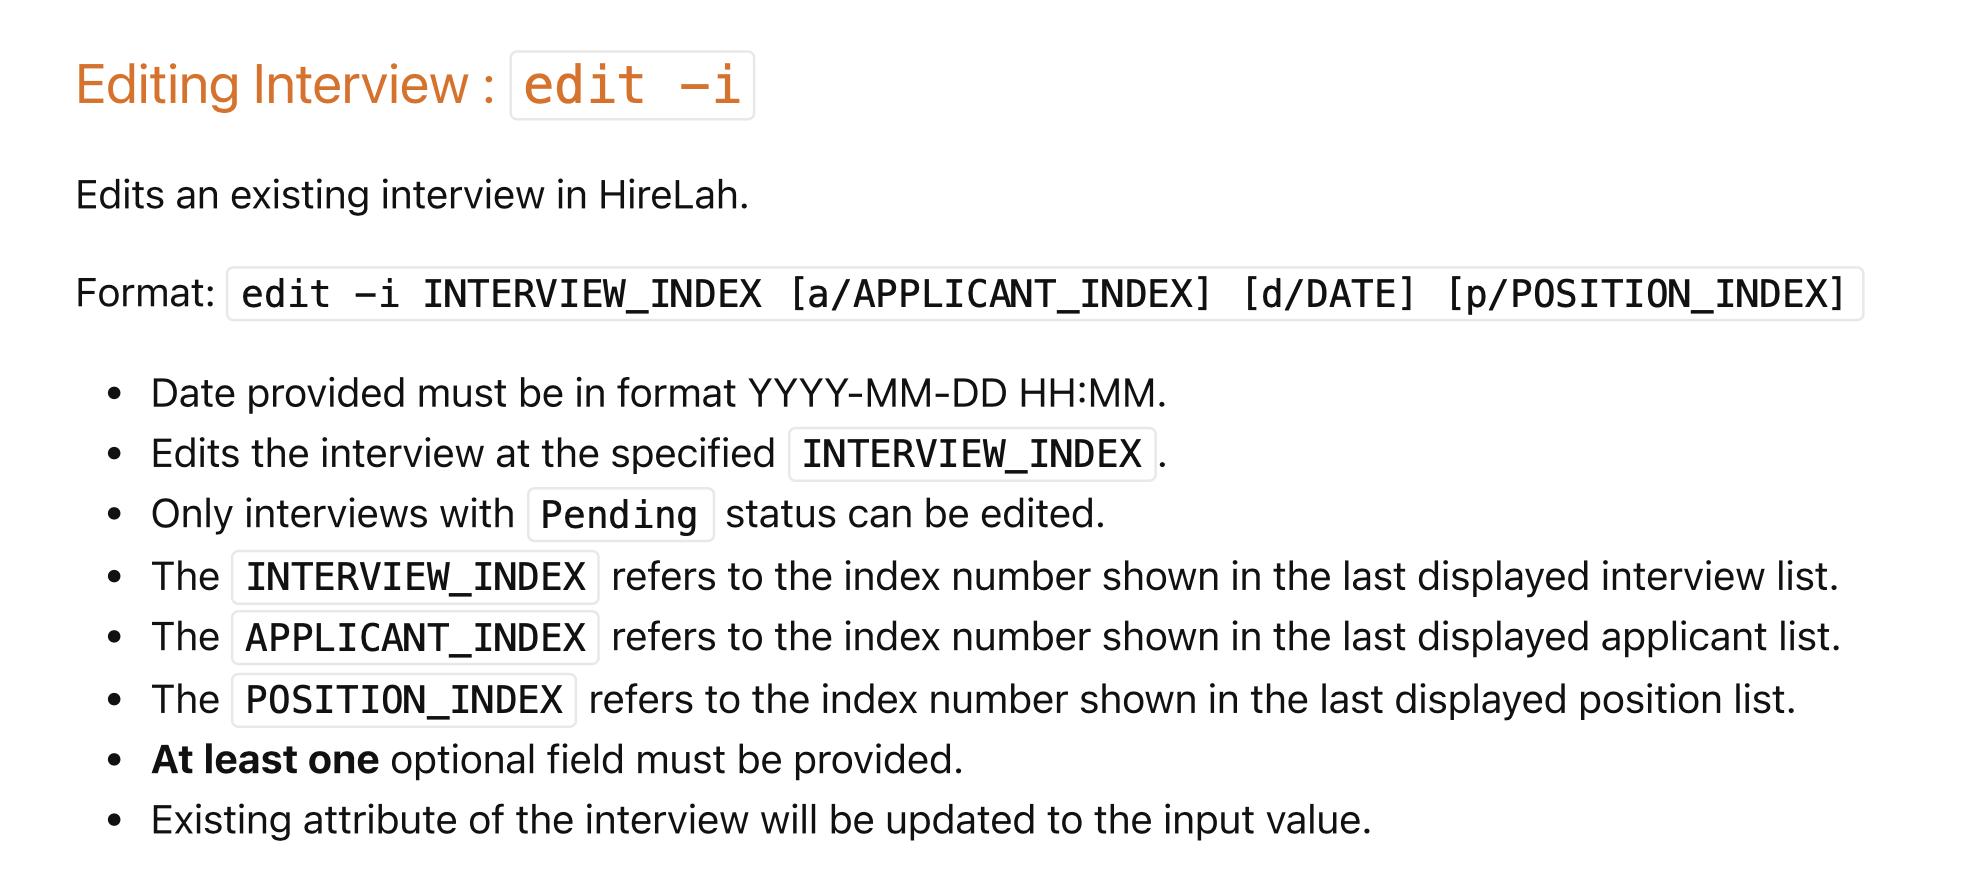 Editing Interview : edit -i
Edits an existing interview in HireLah.
Format: edit -i INTERVIEW_INDEX [a/APPLICANT_INDEX] [d/DATE] [p/POSITION_INDEX]
• Date provided must be in format YYYY-MM-DD HH:MM.
• Edits the interview at the specified INTERVIEW_INDEX.
• Only interviews with Pending status can be edited.
• The INTERVIEW_INDEX refers to the index number shown in the last displayed interview list.
• The APPLICANT_INDEX refers to the index number shown in the last displayed applicant list.
• The POSITION_INDEX refers to the index number shown in the last displayed position list.
• At least one optional field must be provided.
• Existing attribute of the interview will be updated to the input value.